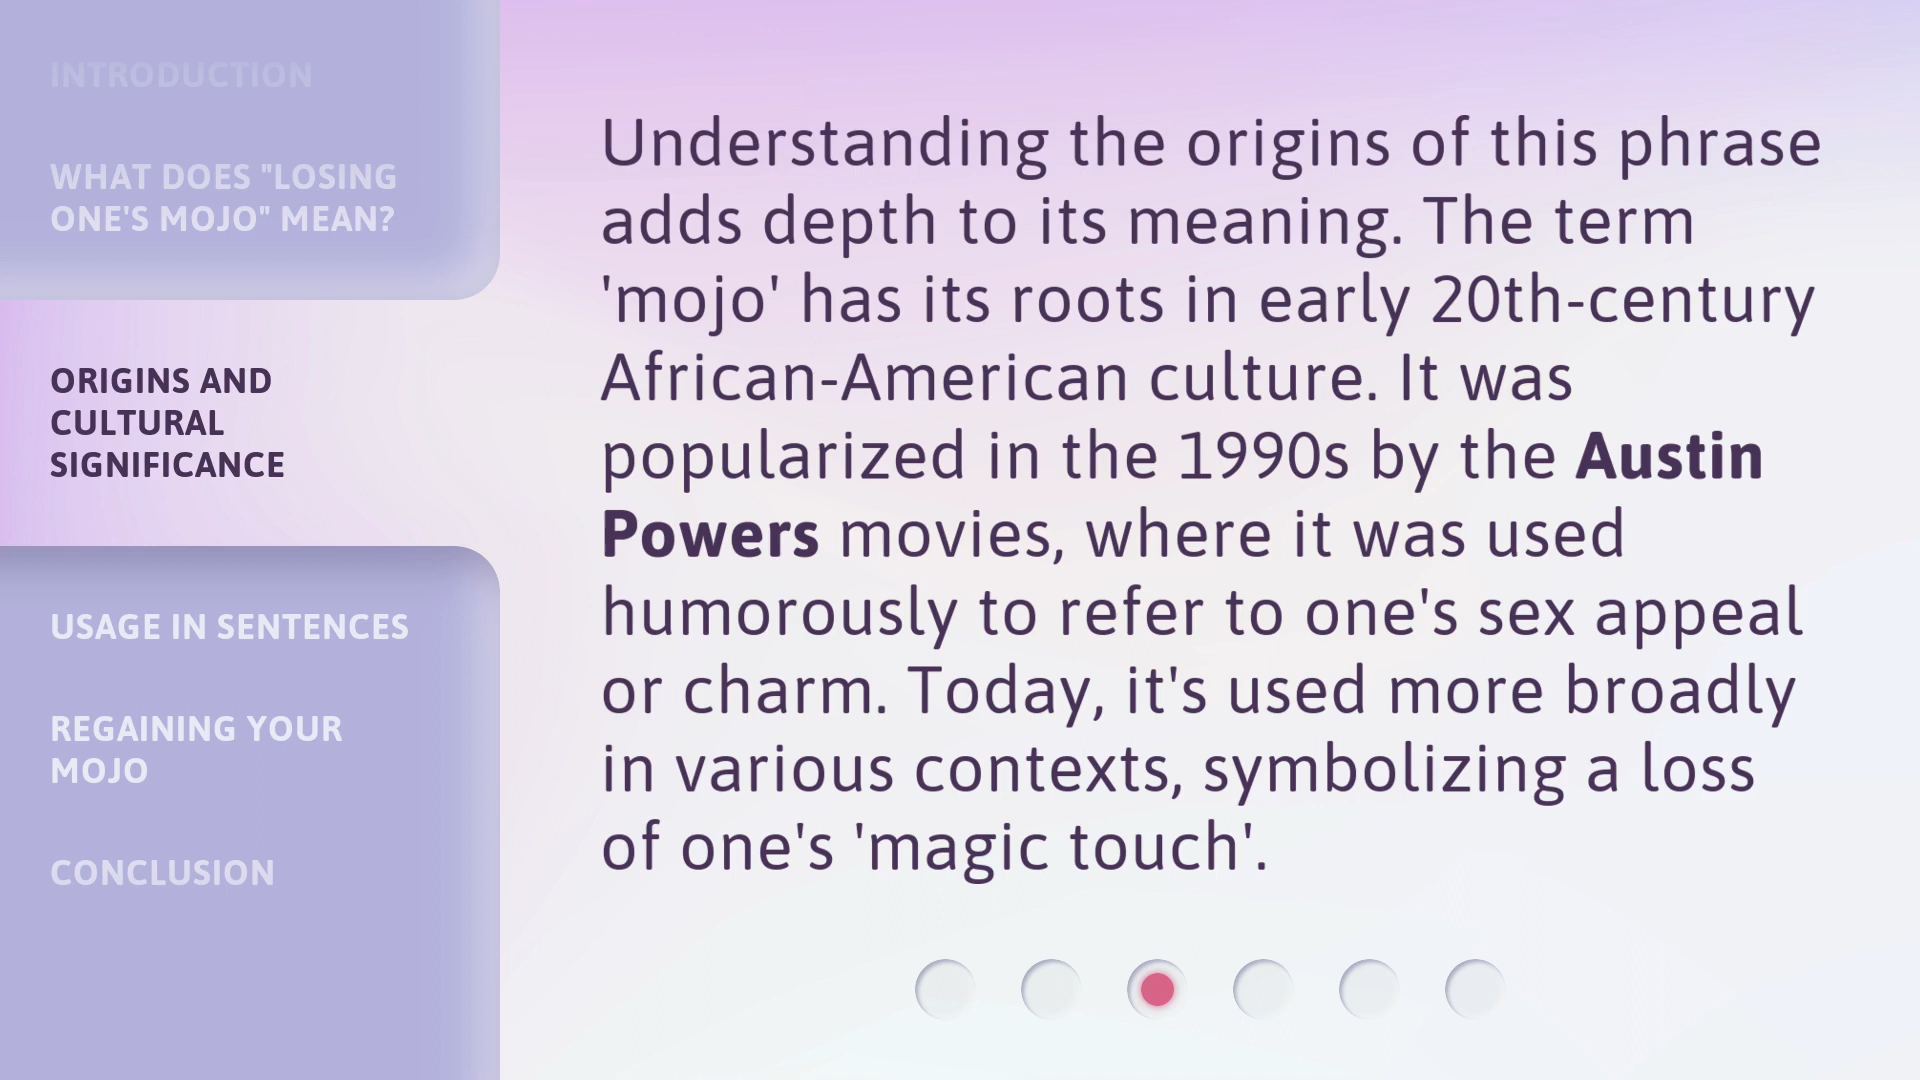 INTRODUCTION
WHAT DOES "LOSING
ONE'S MOJO" MEAN?
ORIGINS AND
CULTURAL
SIGNIFICANCE
USAGE IN SENTENCES
REGAINING YOUR
MOJO
CONCLUSION
Understanding the origins of this phrase
adds depth to its meaning. The term
'mojo' has its roots in early 20th-century
African-American culture. It was
popularized in the 1990s by the Austin
Powers movies, where it was used
humorously to refer to one's sex appeal
or charm. Today, it's used more broadly
in various contexts, symbolizing a loss
of one's 'magic touch'.